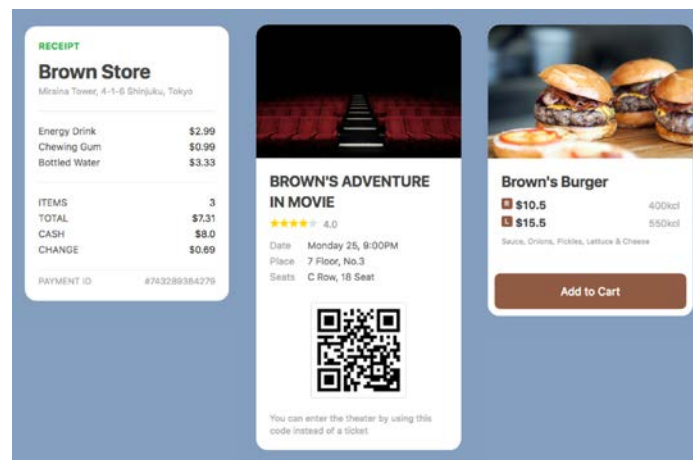 RECEIPT
Brown Store
Miraina Tower, 4-1-6 Shinjuku, Tokyo
Energy Drink $2.99
Chewing Gum $0.99
Bottled Water $3.33
ITEMS 3
TOTAL $7.31
CASH $8.0
CHANGE $0.69
PAYMENT ID #743289384279
BROWN'S ADVENTURE
IN MOVIE
4.0
Date Monday 25, 9:00PM
Place 7 Floor, No.3
Seats C Row, 18 Seat
You can enter the theater by using this
code instead of a ticket
Brown's Burger
R $10.5 400kcl
L $15.5 550kcl
Sauce, Onions, Pickles, Lettuce & Cheese
Add to Cart